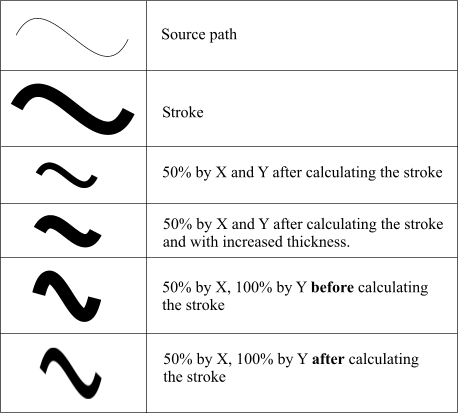 Source path
Stroke
50% by X and Y after calculating the stroke
50% by X and Y after calculating the stroke
and with increased thickness.
50% by X, 100% by Y before calculating
the stroke
50% by X, 100% by Y after calculating
the stroke